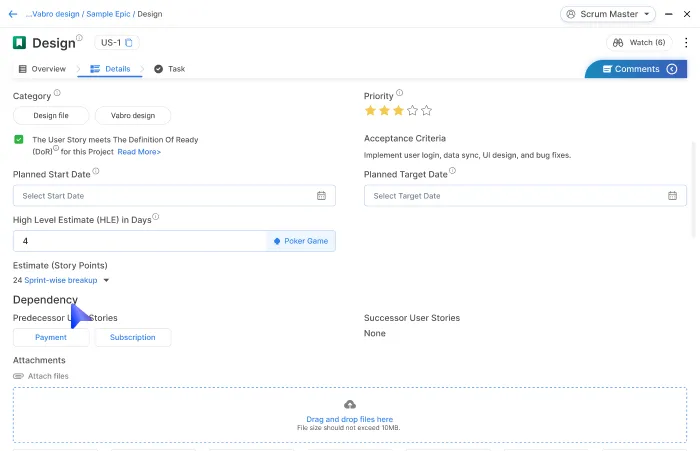 ...Vabro design / Sample Epic / Design
Scrum Master
Design
US-1
Watch (6)
Overview
Details
Task
Comments
Category
Design file
Vabro design
Priority
The User Story meets The Definition Of Ready
(DoR) for this Project Read More>
Acceptance Criteria
Implement user login, data sync, UI design, and bug fixes.
Planned Start Date
Select Start Date
Planned Target Date
Select Target Date
High Level Estimate (HLE) in Days
4
Poker Game
Estimate (Story Points)
24 Sprint-wise breakup
Dependency
Predecessor User Stories
Payment
Subscription
Successor User Stories
None
Attachments
Attach files
Drag and drop files here
File size should not exceed 10MB.